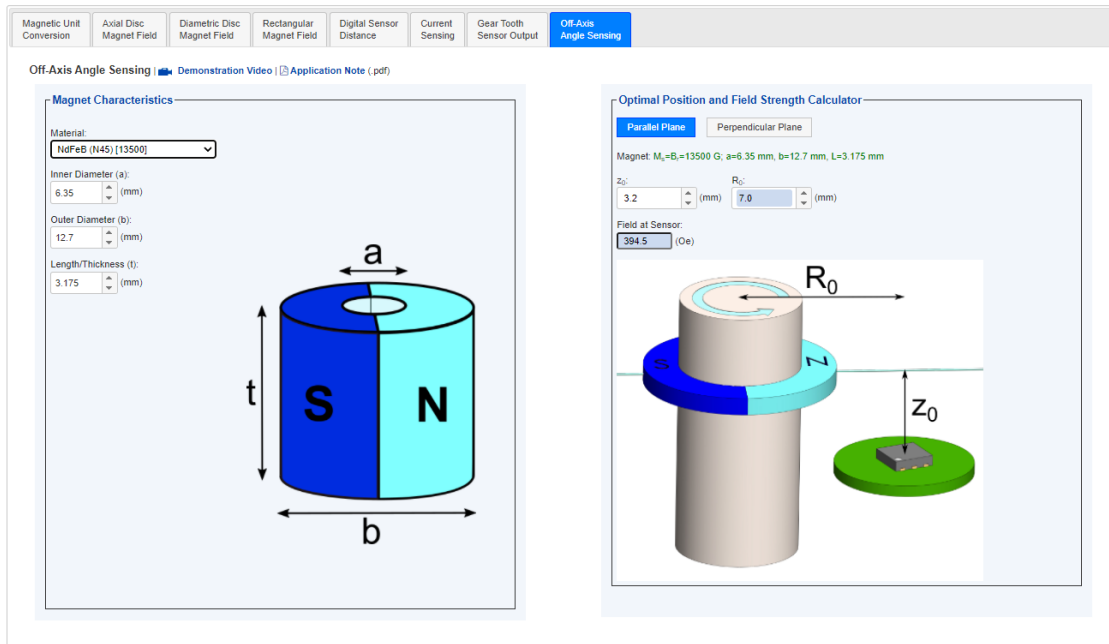 Magnetic Unit
Conversion
Axial Disc
Magnet Field
Diametric Disc
Magnet Field
Rectangular
Magnetic Field
Digital Sensor
Distance
Current
Sensing
Gear Tooth
Sensor Output
Off-Axis
Angle Sensing
Off-Axis Angle Sensing | Demonstration Video | Application Note (.pdf)
Magnet Characteristics
Material:
NdFeB (N45) [13500]
Inner Diameter (a):
6.35 (mm)
Outer Diameter (b):
12.7 (mm)
Length/Thickness (t):
3.175 (mm)
a
t
S N
b
Optimal Position and Field Strength Calculator
Parallel Plane Perpendicular Plane
Magnet: Ms=Br=13500 G; a=6.35 mm, b=12.7 mm, L=3.175 mm
z0: R0:
3.2 (mm) 7.0 (mm)
Field at Sensor:
394.5 (Oe)
R0
S N
z0